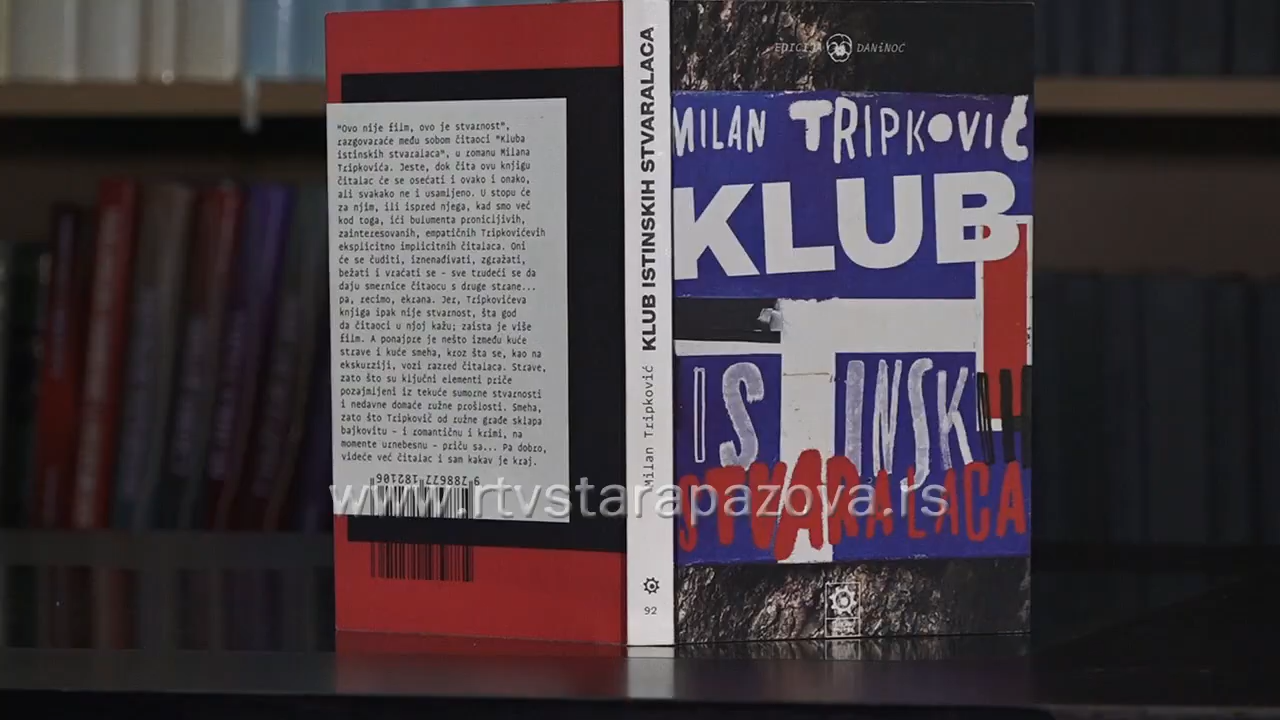 "Ovo nije film, ovo je stvarnost",
razgovaraće među sobom čitaoci "Kluba
istinskih stvaralaca", u romanu Milana
Tripkovića. Jeste, dok čita ovu knjigu
čitalac će se osećati i ovako i onako,
ali svakako ne i usamljeno. U stopu će
za njim, ili ispred njega, kad smo već
kod toga, ići bulumenta pronicljivih,
zainteresovanih, empatičnih Tripkovićevih
eksplicitno implicitnih čitalaca. Oni
će se čuditi, iznenađivati, zgražati,
bežati i vraćati se - sve trudeći se da
daju smernice čitaocu s druge strane...
pa, recimo, ekrana. Jer, Tripkovićeva
knjiga ipak nije stvarnost, šta god
da čitaoci u njoj kažu; zaista je više
film. A ponajpre je nešto između kuće
strave i kuće smeha, kroz šta se, kao na
ekskurziji, vozi razred čitalaca. Strave,
zato što su ključni elementi priče
pozajmljeni iz tekuće sumorne stvarnosti
i nedavne domaće ružne prošlosti. Smeha,
zato što Tripković od ružne građe sklapa
bajkovitu - i romantičnu i krimi, na
momente urnebesnu - priču sa... Pa dobro,
videće već čitalac i sam kakav je kraj.
9 788677 182106
Milan Tripković KLUB ISTINSKIH STVARALACA
92
EDICIJA DANiNOĆ
MILAN TRIPKOVIĆ
KLUB
IS INSKIH
STVARALACA
www.rtvstarapazova.rs